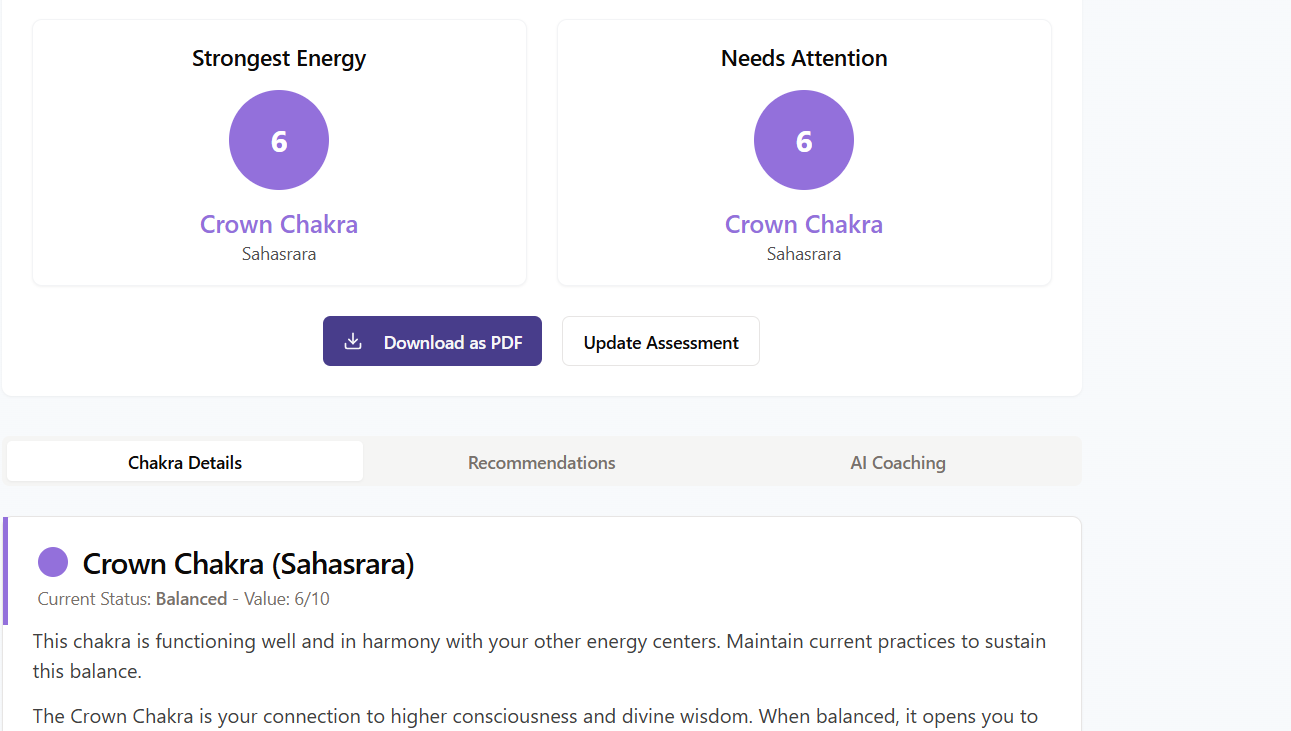 Strongest Energy
Needs Attention
6
6
Crown Chakra
Crown Chakra
Sahasrara
Sahasrara
Download as PDF
Update Assessment
Chakra Details
Recommendations
AI Coaching
Crown Chakra (Sahasrara)
Current Status: Balanced - Value: 6/10
This chakra is functioning well and in harmony with your other energy centers. Maintain current practices to sustain
this balance.
The Crown Chakra is your connection to higher consciousness and divine wisdom. When balanced, it opens you to